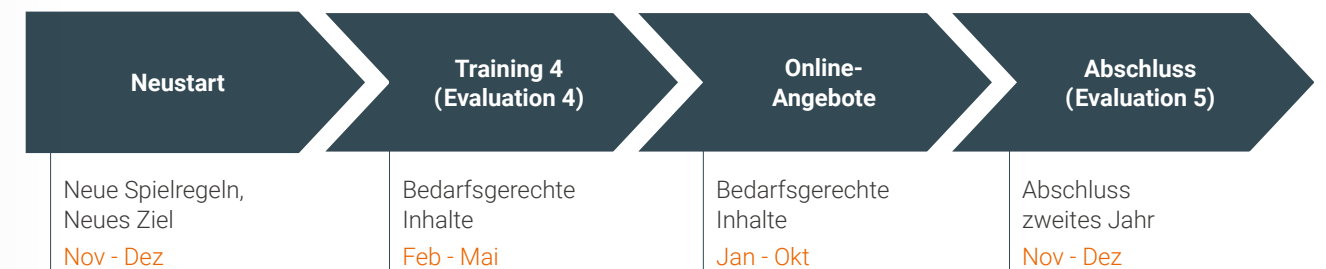 Neustart
Neue Spielregeln,
Neues Ziel
Nov - Dez
Training 4
(Evaluation 4)
Bedarfsgerechte
Inhalte
Feb - Mai
Online-
Angebote
Bedarfsgerechte
Inhalte
Jan - Okt
Abschluss
(Evaluation 5)
Abschluss
zweites Jahr
Nov - Dez